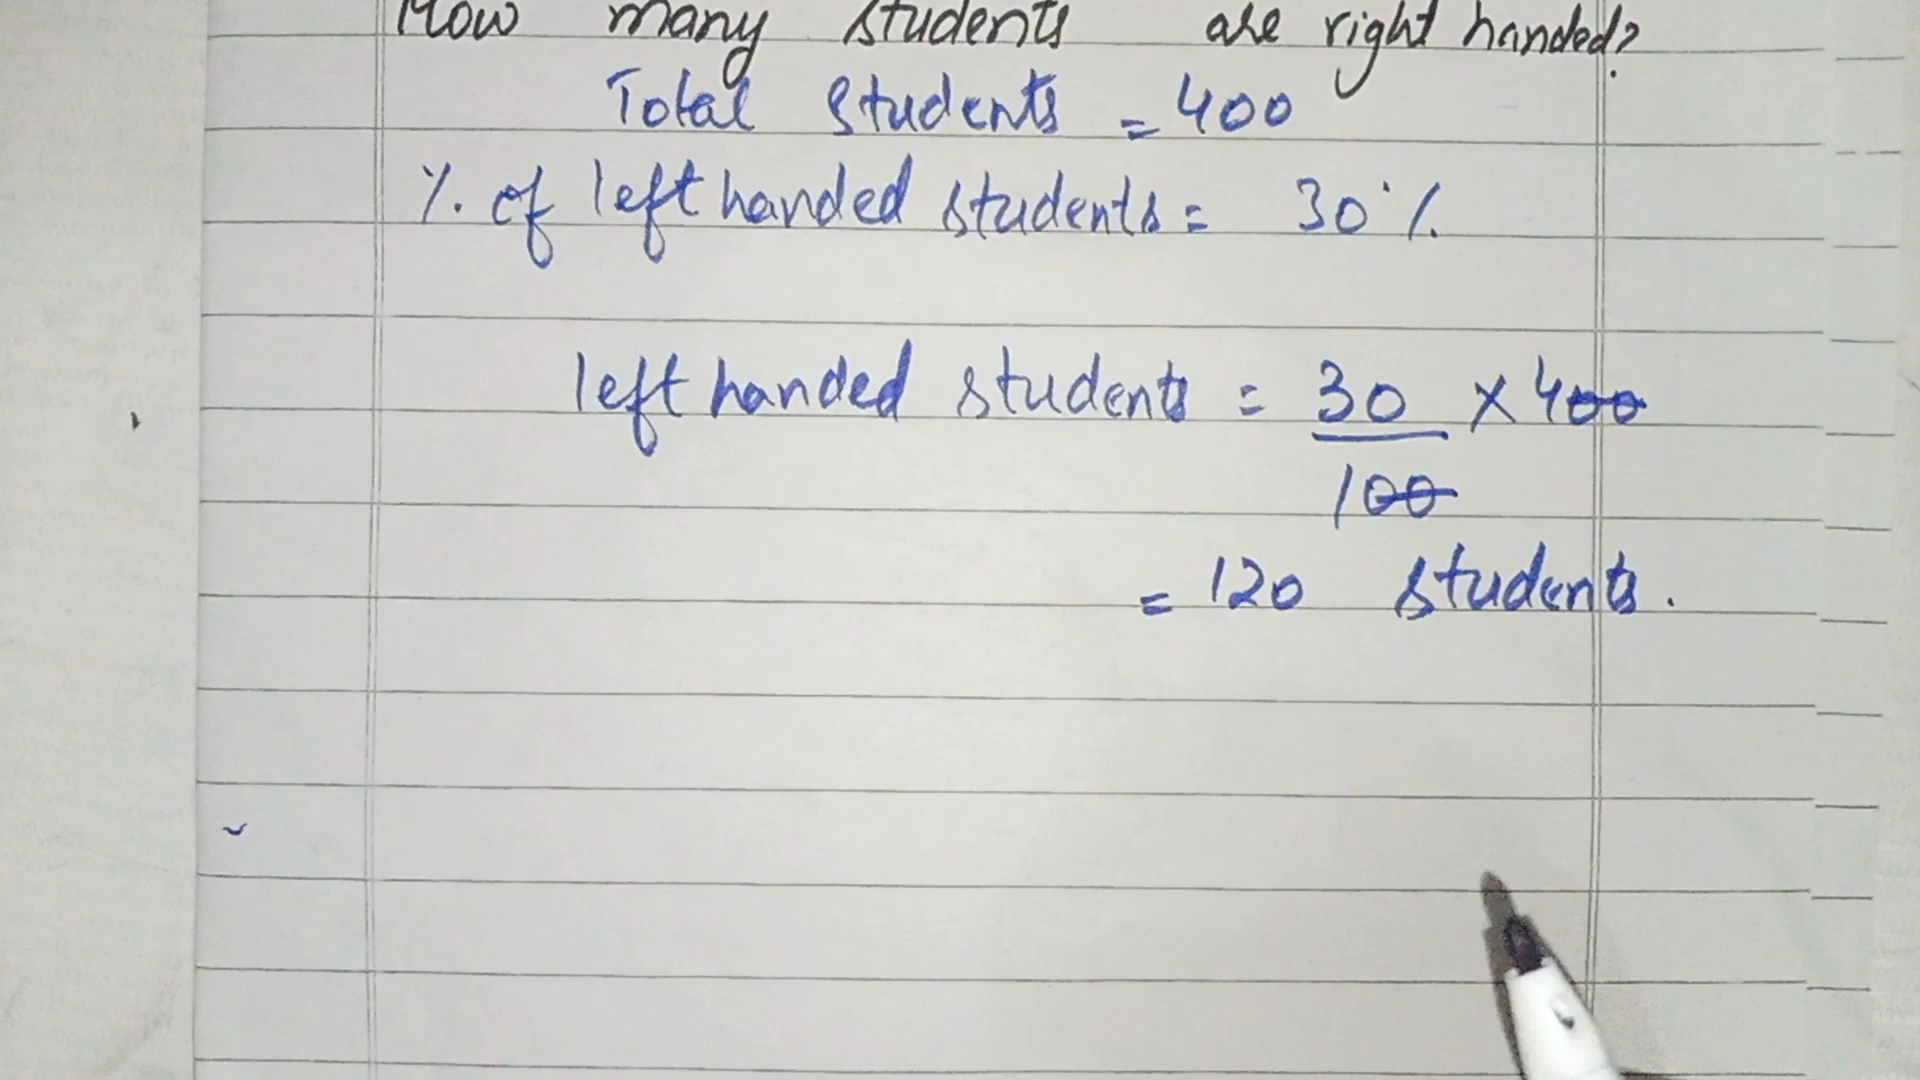 How many students are right handed?
Total students = 400
% of left handed students = 30 %
left handed students = 30/100 × 400
= 120 students.